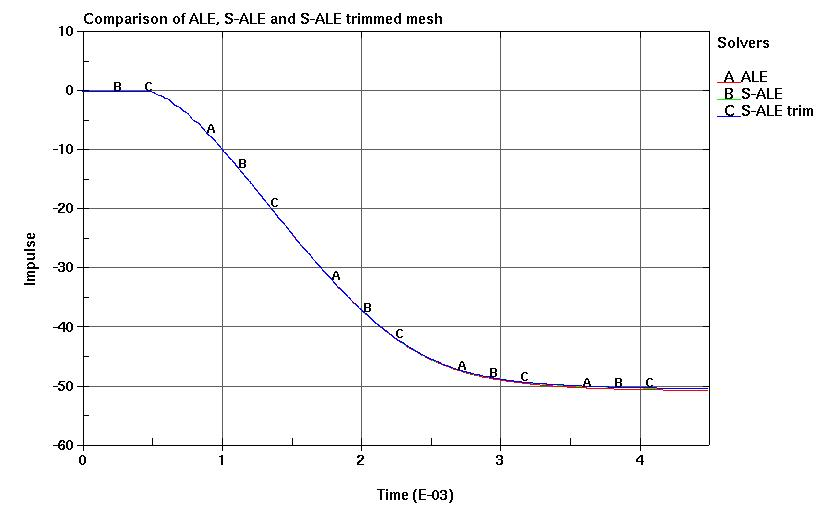 Comparison of ALE, S-ALE and S-ALE trimmed mesh
Solvers
A ALE
B S-ALE
C S-ALE trim
10
0
-10
-20
-30
-40
-50
-60
Impulse
B C
A
B
C
A
B
C
A B C A B C
0 1 2 3 4
Time (E-03)